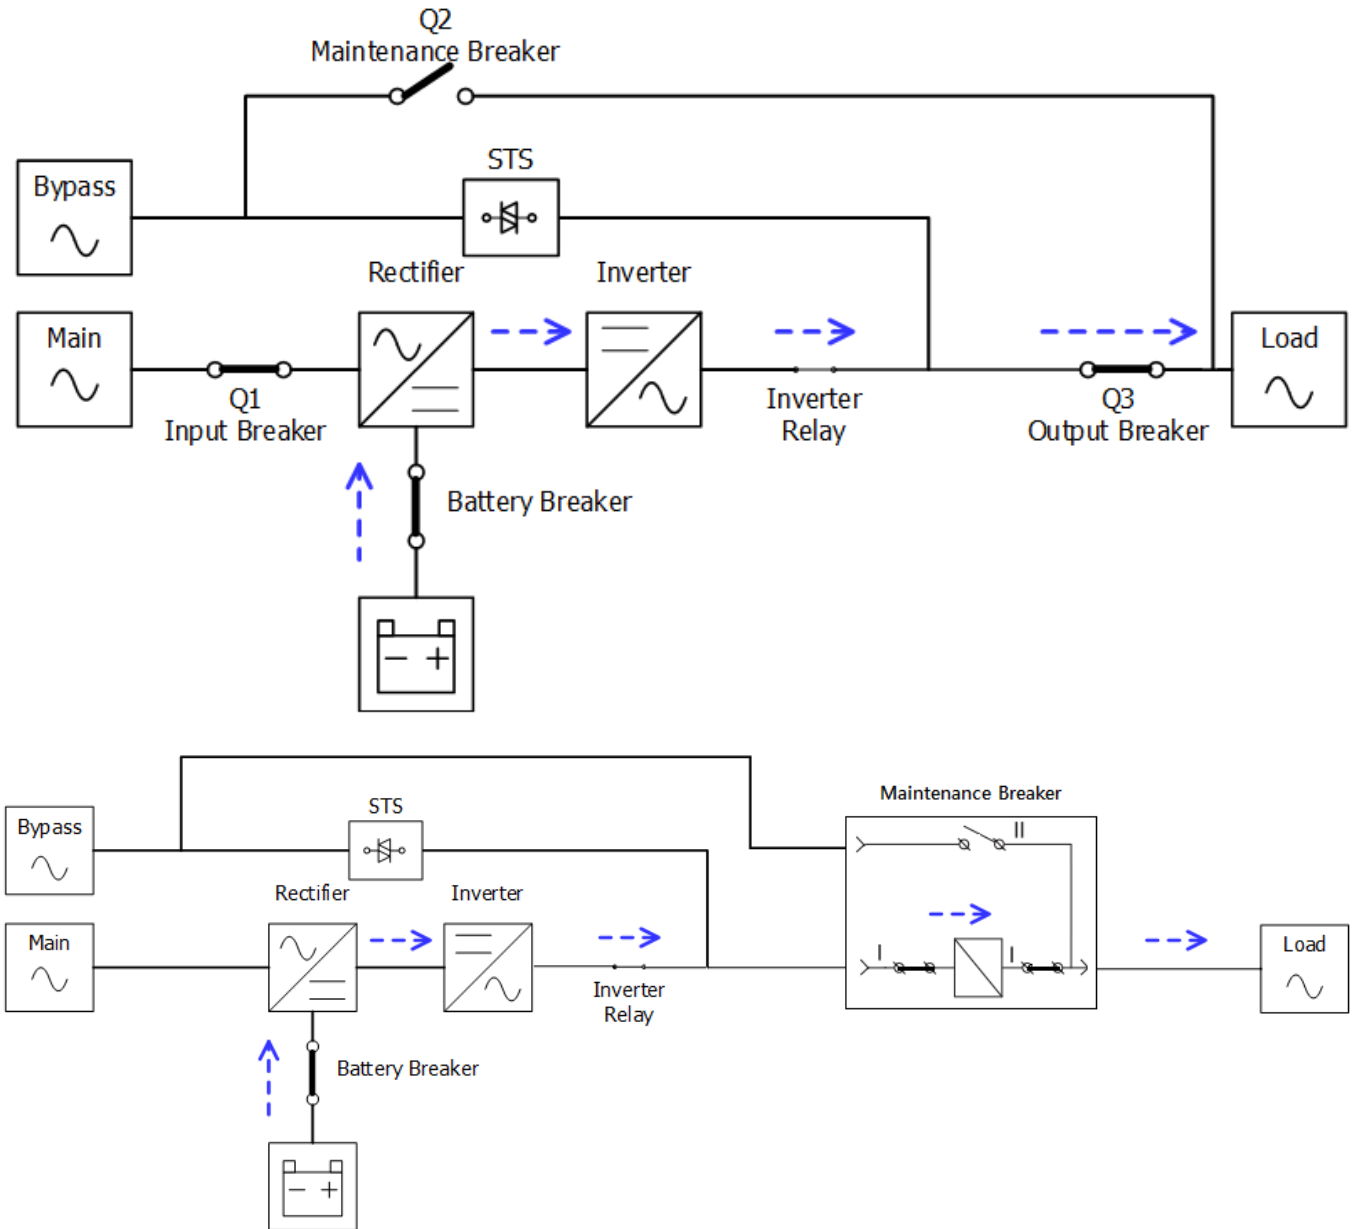 Q2
Maintenance Breaker
STS
Bypass
Rectifier
Inverter
Main
Load
Q1
Input Breaker
Inverter
Relay
Q3
Output Breaker
Battery Breaker
− +
Maintenance Breaker
STS
Bypass
II
Rectifier
Inverter
Main
I
I
Load
Inverter
Relay
Battery Breaker
− +